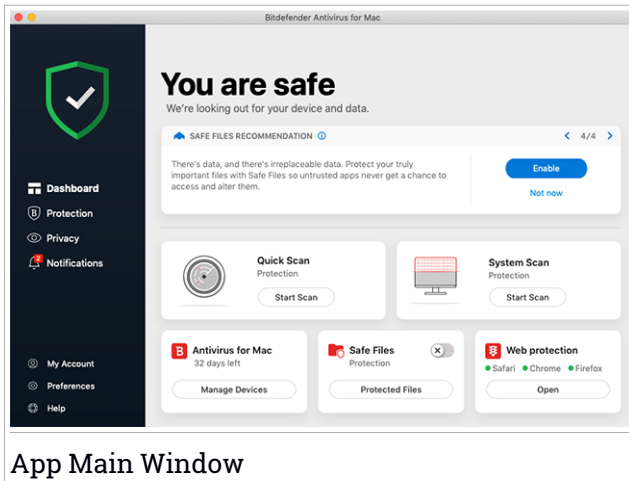 Bitdefender Antivirus for Mac
You are safe
We're looking out for your device and data.
SAFE FILES RECOMMENDATION
4/4
There's data, and there's irreplaceable data. Protect your truly
important files with Safe Files so untrusted apps never get a chance to
access and alter them.
Enable
Not now
Dashboard
B Protection
Privacy
2 Notifications
My Account
Preferences
Help
Quick Scan
Protection
Start Scan
System Scan
Protection
Start Scan
B Antivirus for Mac
32 days left
Manage Devices
Safe Files
Protection
Protected Files
Web protection
Safari Chrome Firefox
Open
App Main Window